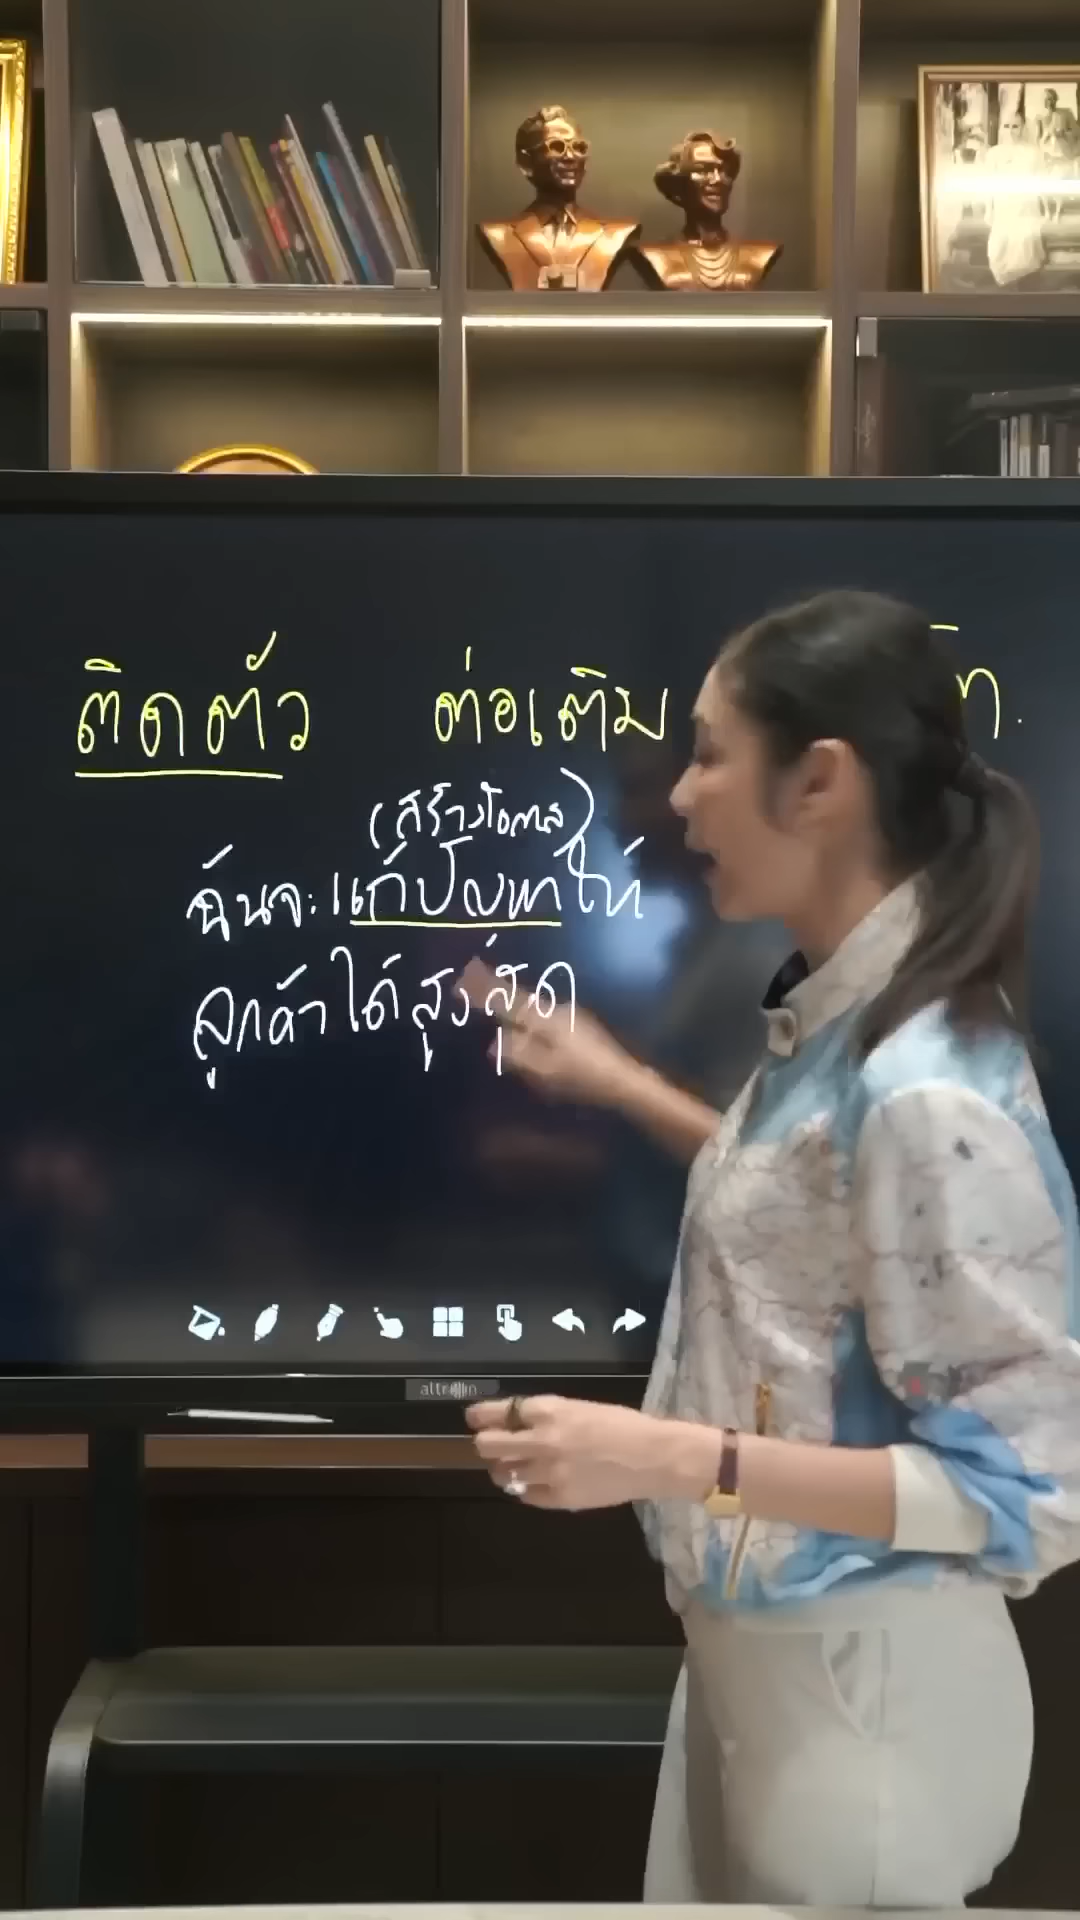 ติดตัว ต่อเติม
(สร้างโอกาส)
ฉันจะแก้ปัญหาให้
ลูกค้าได้สูงสุด